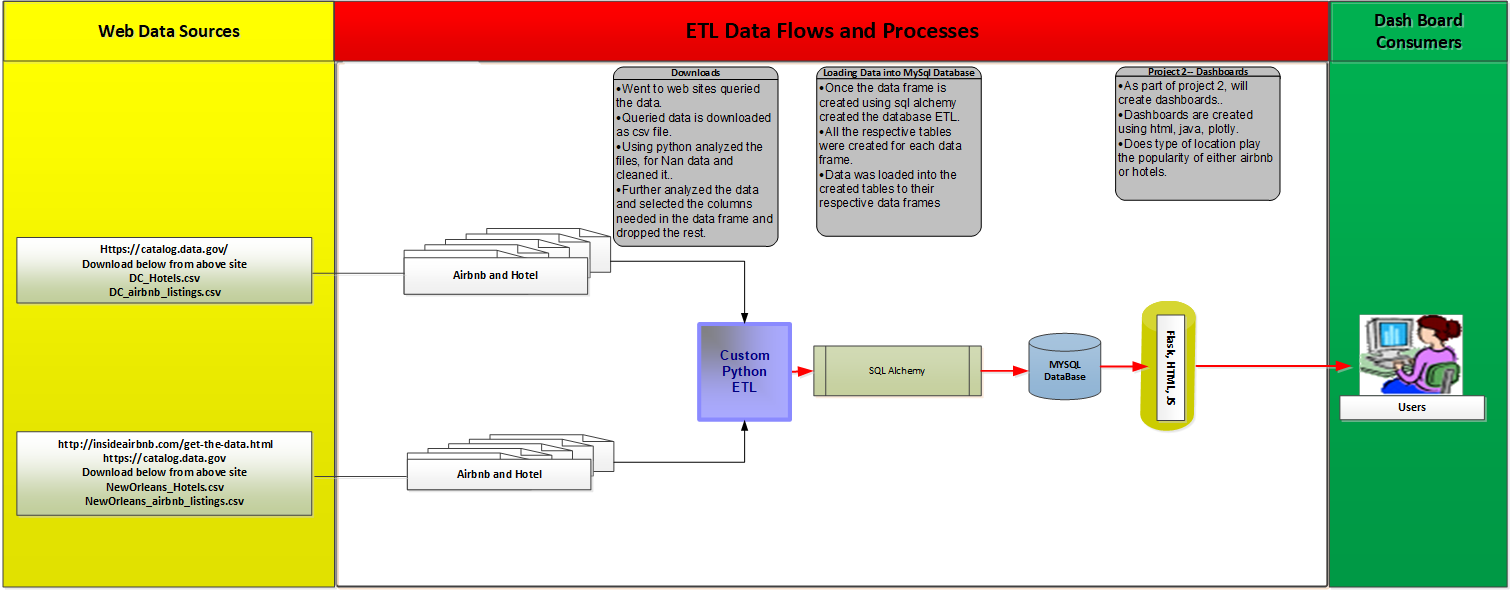 Web Data Sources
ETL Data Flows and Processes
Dash Board
Consumers
Downloads
•Went to web sites queried
the data.
•Queried data is downloaded
as csv file.
•Using python analyzed the
files, for Nan data and
cleaned it..
•Further analyzed the data
and selected the columns
needed in the data frame and
dropped the rest.
Loading Data into MySql Database
•Once the data frame is
created using sql alchemy
created the database ETL.
•All the respective tables
were created for each data
frame.
•Data was loaded into the
created tables to their
respective data frames
Project 2– Dashboards
•As part of project 2, will
create dashboards..
•Dashboards are created
using html, java, plotly.
•Does type of location play
the popularity of either airbnb
or hotels.
Https://catalog.data.gov/
Download below from above site
DC_Hotels.csv
DC_airbnb_listings.csv
Airbnb and Hotel
Custom
Python
ETL
SQL Alchemy
MYSQL
DataBase
Flask, HTMl, JS
Users
http://insideairbnb.com/get-the-data.html
https://catalog.data.gov
Download below from above site
NewOrleans_Hotels.csv
NewOrleans_airbnb_listings.csv
Airbnb and Hotel